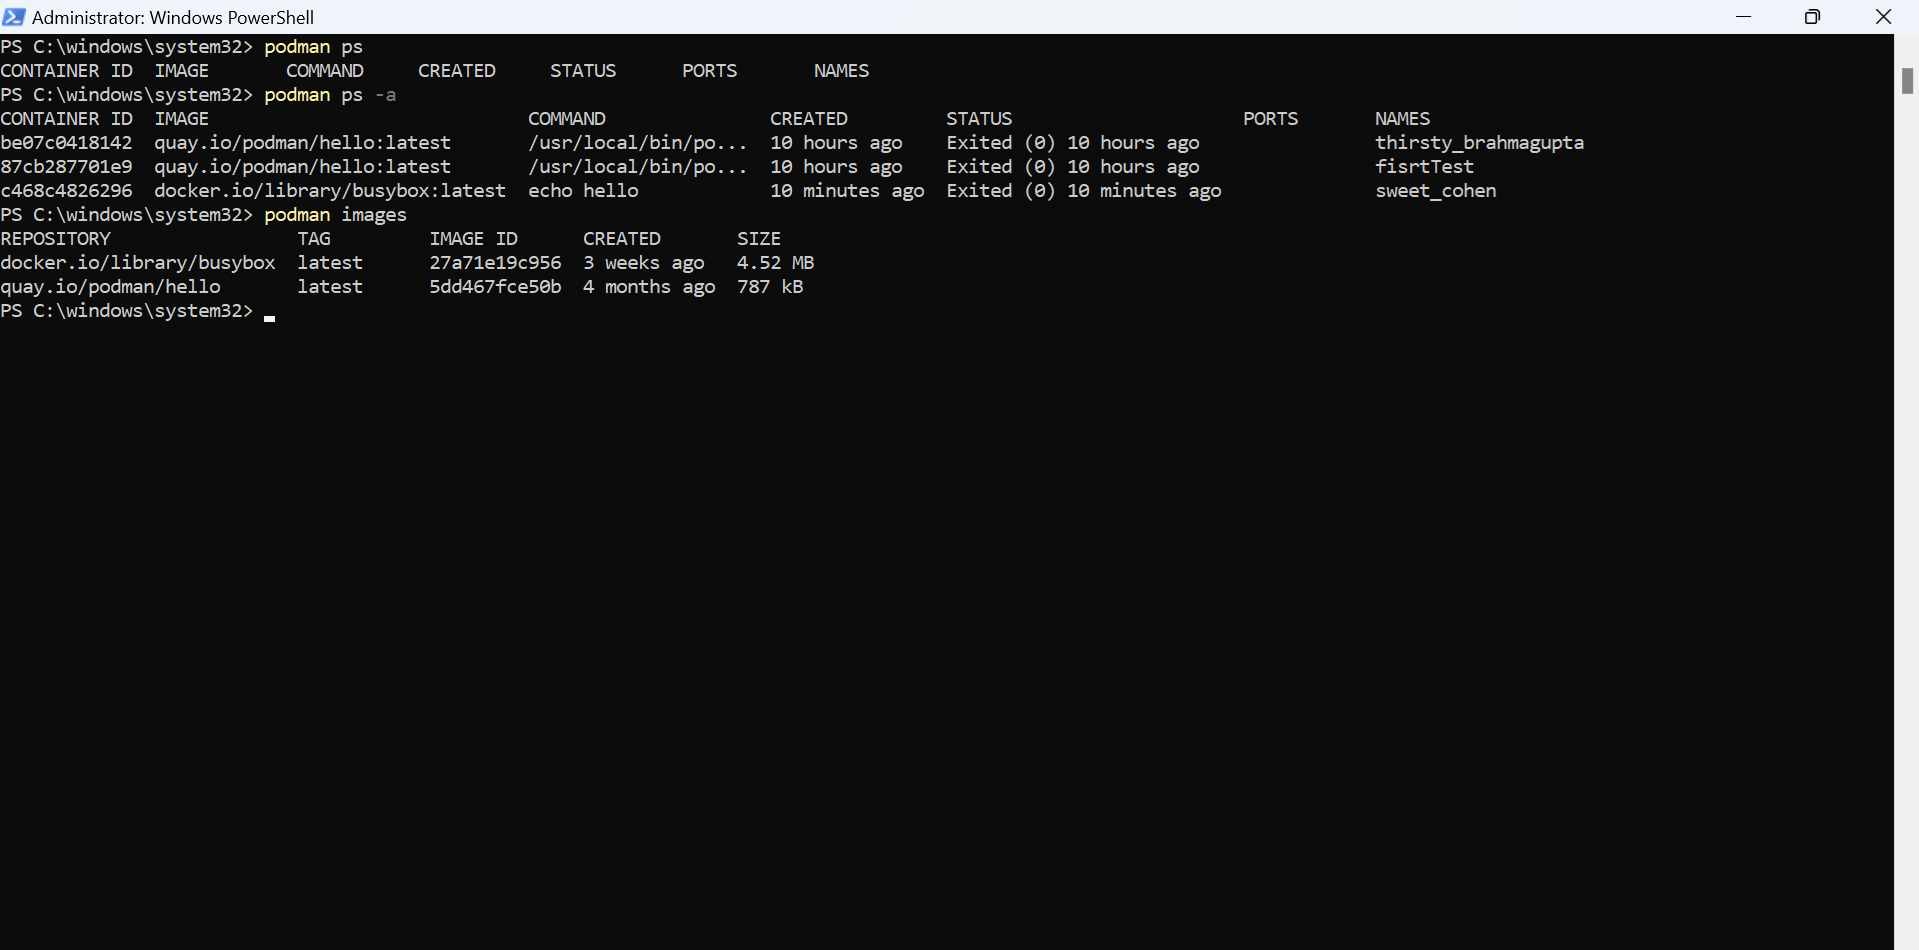 Administrator: Windows PowerShell
PS C:\windows\system32> podman ps
CONTAINER ID  IMAGE       COMMAND     CREATED     STATUS      PORTS       NAMES
PS C:\windows\system32> podman ps -a
CONTAINER ID  IMAGE                             COMMAND               CREATED         STATUS                     PORTS       NAMES
be07c0418142  quay.io/podman/hello:latest       /usr/local/bin/po...  10 hours ago    Exited (0) 10 hours ago                thirsty_brahmagupta
87cb287701e9  quay.io/podman/hello:latest       /usr/local/bin/po...  10 hours ago    Exited (0) 10 hours ago                fisrtTest
c468c4826296  docker.io/library/busybox:latest  echo hello            10 minutes ago  Exited (0) 10 minutes ago              sweet_cohen
PS C:\windows\system32> podman images
REPOSITORY                 TAG         IMAGE ID      CREATED       SIZE
docker.io/library/busybox  latest      27a71e19c956  3 weeks ago   4.52 MB
quay.io/podman/hello       latest      5dd467fce50b  4 months ago  787 kB
PS C:\windows\system32>